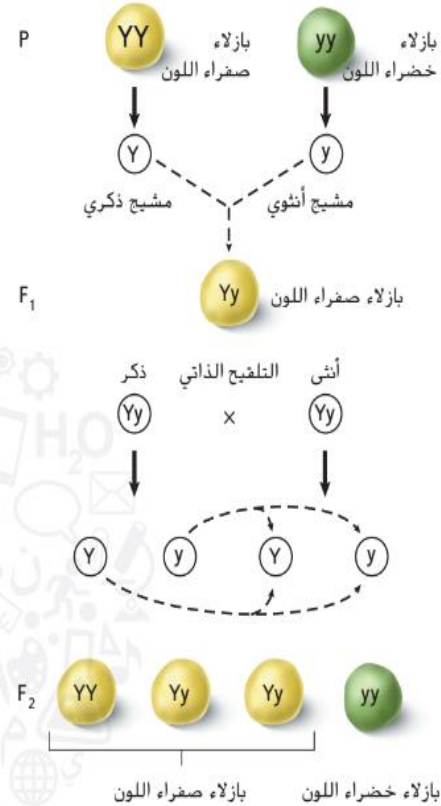 P
YY
بازلاء
صفراء اللون
yy
بازلاء
خضراء اللون
Y
y
مشيج ذكري
مشيج أنثوي
F1
Yy
بازلاء صفراء اللون
ذكر
التلقيح الذاتي
أنثى
Yy
×
Yy
Y
y
Y
y
F2
YY
Yy
Yy
yy
بازلاء صفراء اللون
بازلاء خضراء اللون
H2O